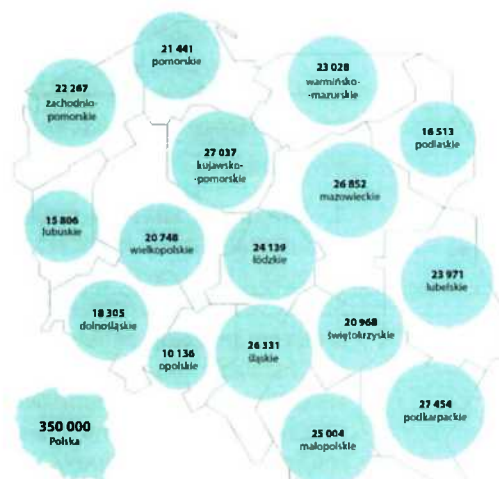 21 441
pomorskie
22 267
zachodnio-
pomorskie
23 028
warmińsko-
-mazurskie
16 513
podlaskie
27 037
kujawsko-
-pomorskie
26 852
mazowieckie
15 806
lubuskie
20 748
wielkopolskie
24 139
łódzkie
23 971
lubelskie
18 305
dolnośląskie
10 136
opolskie
26 331
śląskie
20 968
świętokrzyskie
27 454
podkarpackie
25 004
małopolskie
350 000
Polska